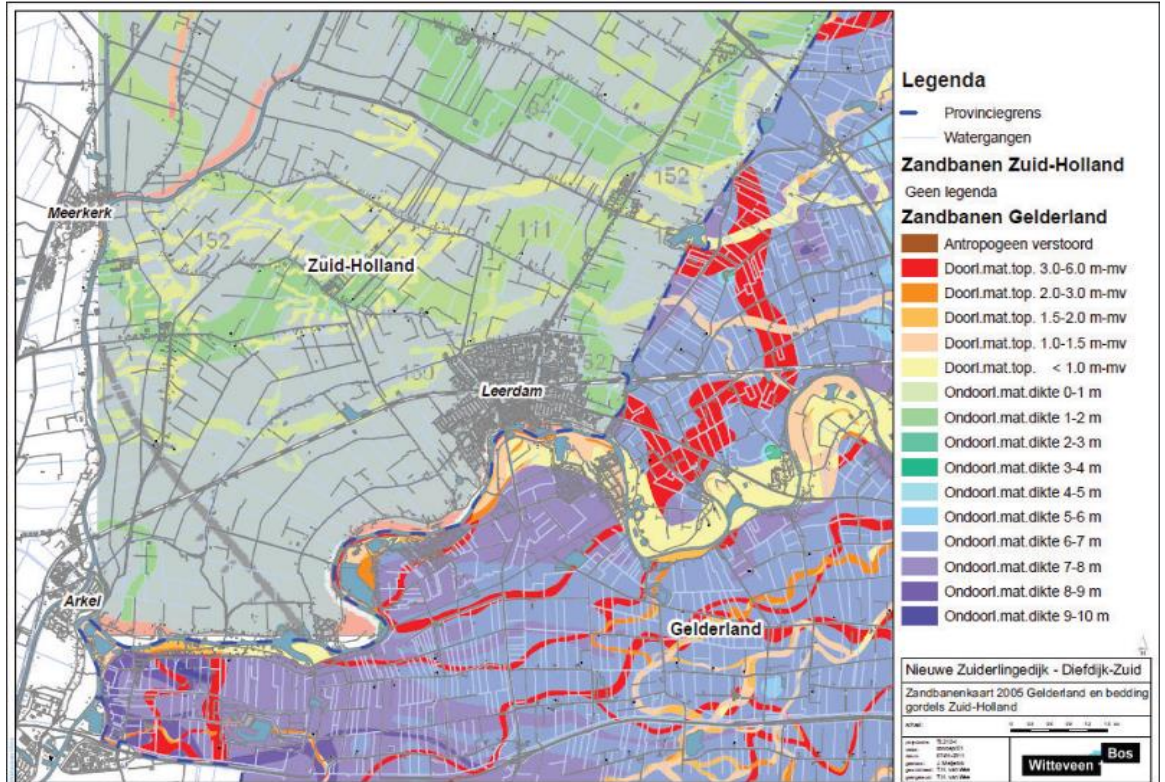 Meerkerk
152
Zuid-Holland
111
152
150
Leerdam
Arkel
Gelderland
Legenda
Provinciegrens
Watergangen
Zandbanen Zuid-Holland
Geen legenda
Zandbanen Gelderland
Antropogeen verstoord
Doorl.mat.top. 3.0-6.0 m-mv
Doorl.mat.top. 2.0-3.0 m-mv
Doorl.mat.top. 1.5-2.0 m-mv
Doorl.mat.top. 1.0-1.5 m-mv
Doorl.mat.top. < 1.0 m-mv
Ondoorl.mat.dikte 0-1 m
Ondoorl.mat.dikte 1-2 m
Ondoorl.mat.dikte 2-3 m
Ondoorl.mat.dikte 3-4 m
Ondoorl.mat.dikte 4-5 m
Ondoorl.mat.dikte 5-6 m
Ondoorl.mat.dikte 6-7 m
Ondoorl.mat.dikte 7-8 m
Ondoorl.mat.dikte 8-9 m
Ondoorl.mat.dikte 9-10 m
Nieuwe Zuiderlingedijk - Diefdijk-Zuid
Zandbanenkaart 2005 Gelderland en bedding
gordels Zuid-Holland
schaal:
Witteveen + Bos